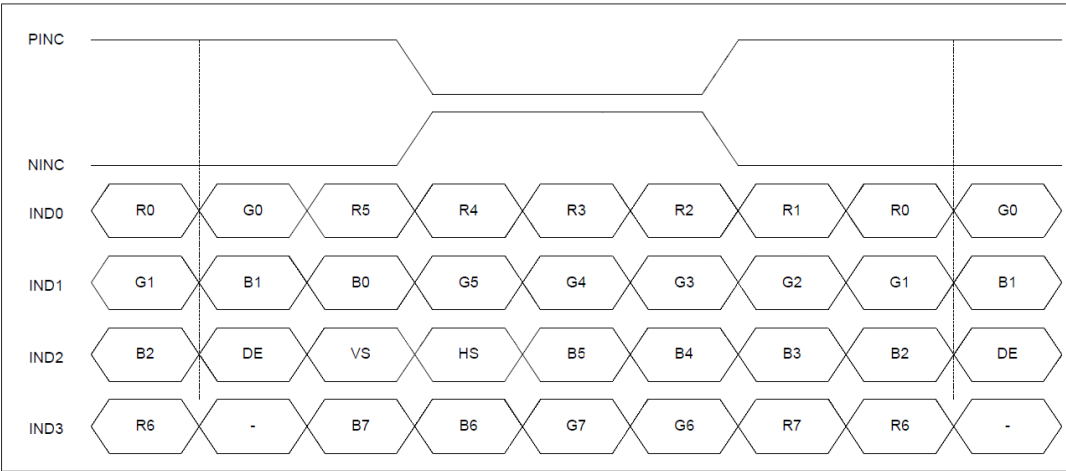 PINC
NINC
IND0 R0 G0 R5 R4 R3 R2 R1 R0 G0
IND1 G1 B1 B0 G5 G4 G3 G2 G1 B1
IND2 B2 DE VS HS B5 B4 B3 B2 DE
IND3 R6 - B7 B6 G7 G6 R7 R6 -